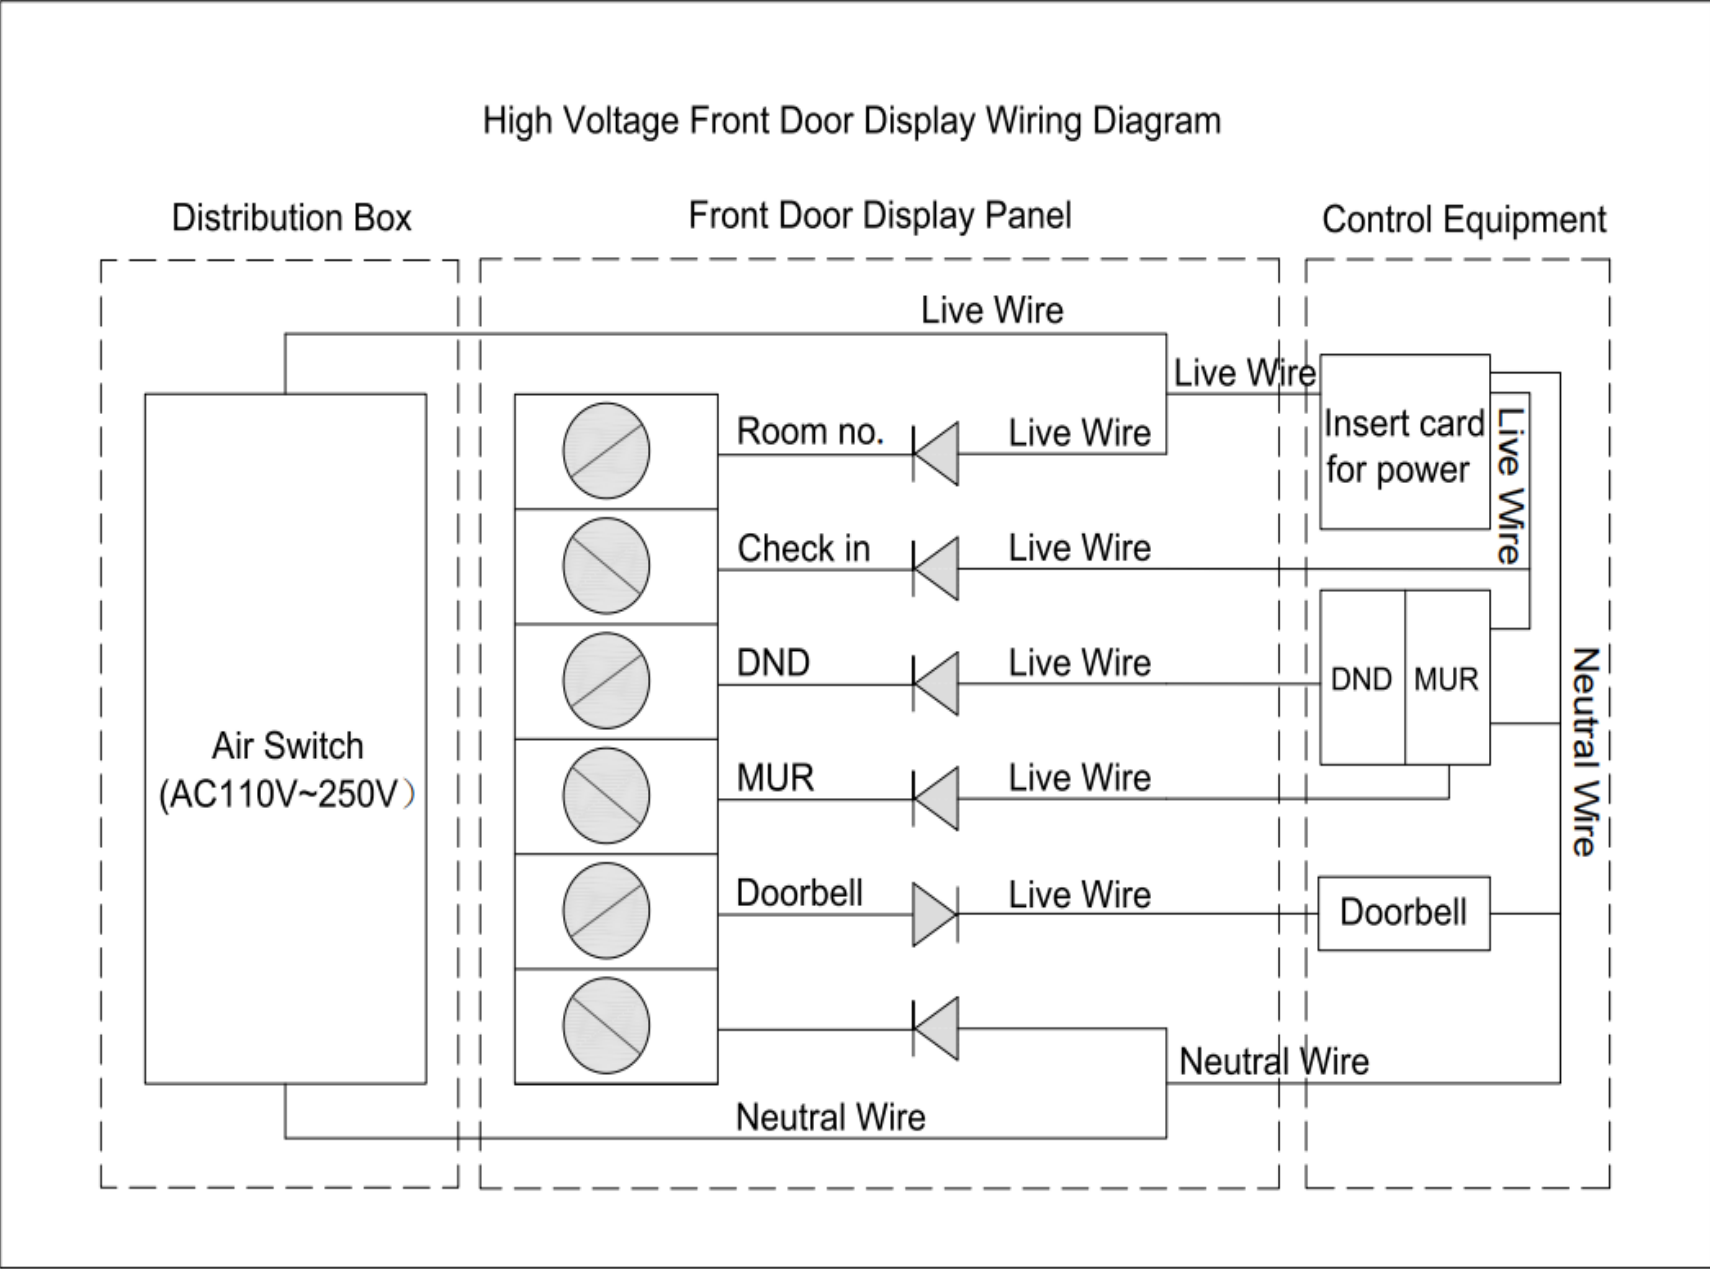 High Voltage Front Door Display Wiring Diagram
Distribution Box
Front Door Display Panel
Control Equipment
Live Wire
Live Wire
Room no.
Live Wire
Insert card
for power
Live Wire
Check in
Live Wire
DND
Live Wire
DND
MUR
Neutral Wire
Air Switch
(AC110V~250V）
MUR
Live Wire
Doorbell
Live Wire
Doorbell
Neutral Wire
Neutral Wire